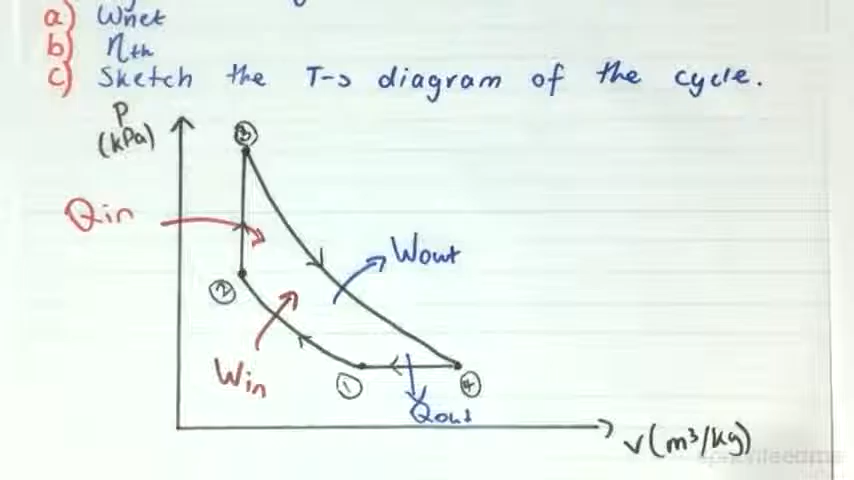 a) Wnet
b) ηth
c) Sketch the T-s diagram of the cycle.
P
(kPa)
③
Qin
Wout
②
Win
①
④
Qout
v(m³/kg)